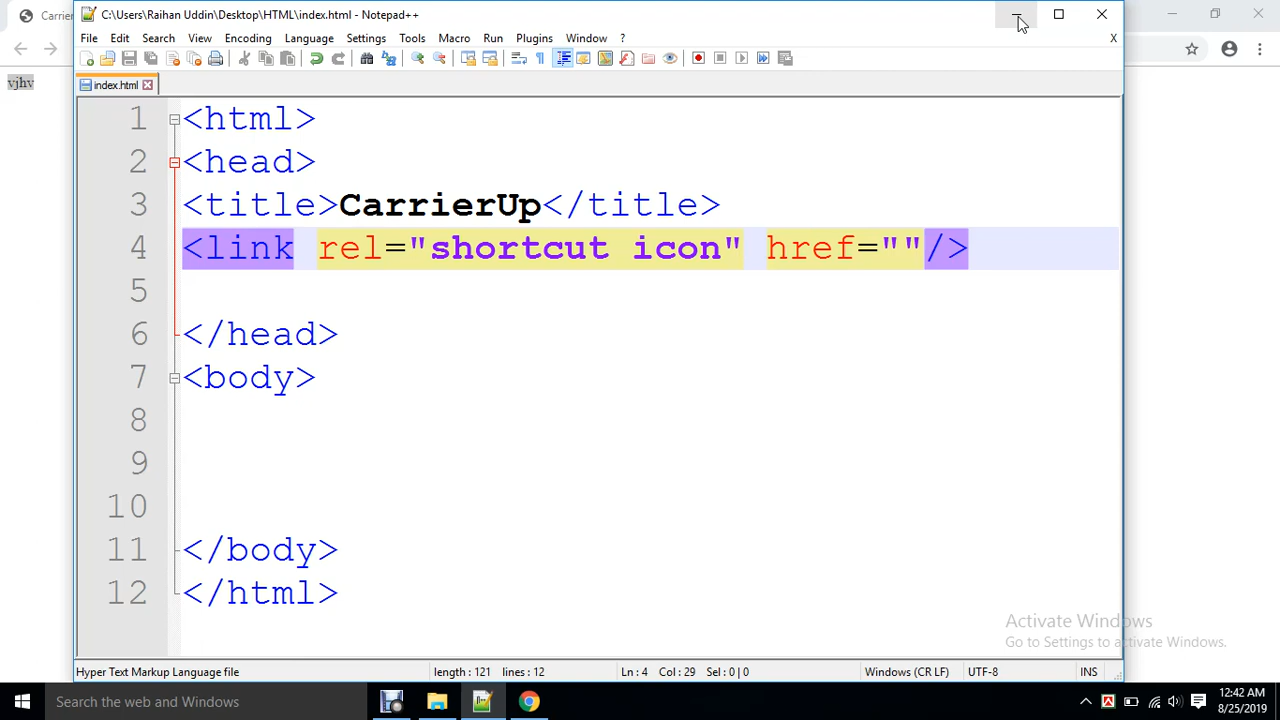 Carrier
C:\Users\Raihan Uddin\Desktop\HTML\index.html - Notepad++
File Edit Search View Encoding Language Settings Tools Macro Run Plugins Window ? X
index.html
vjhv
1 <html>
2 <head>
3 <title>CarrierUp</title>
4 <link rel="shortcut icon" href=""/>
5
6 </head>
7 <body>
8
9
10
11 </body>
12 </html>
Activate Windows
Go to Settings to activate Windows.
Hyper Text Markup Language file length : 121 lines : 12 Ln : 4 Col : 29 Sel : 0 | 0 Windows (CR LF) UTF-8 INS
Search the web and Windows
12:42 AM
8/25/2019